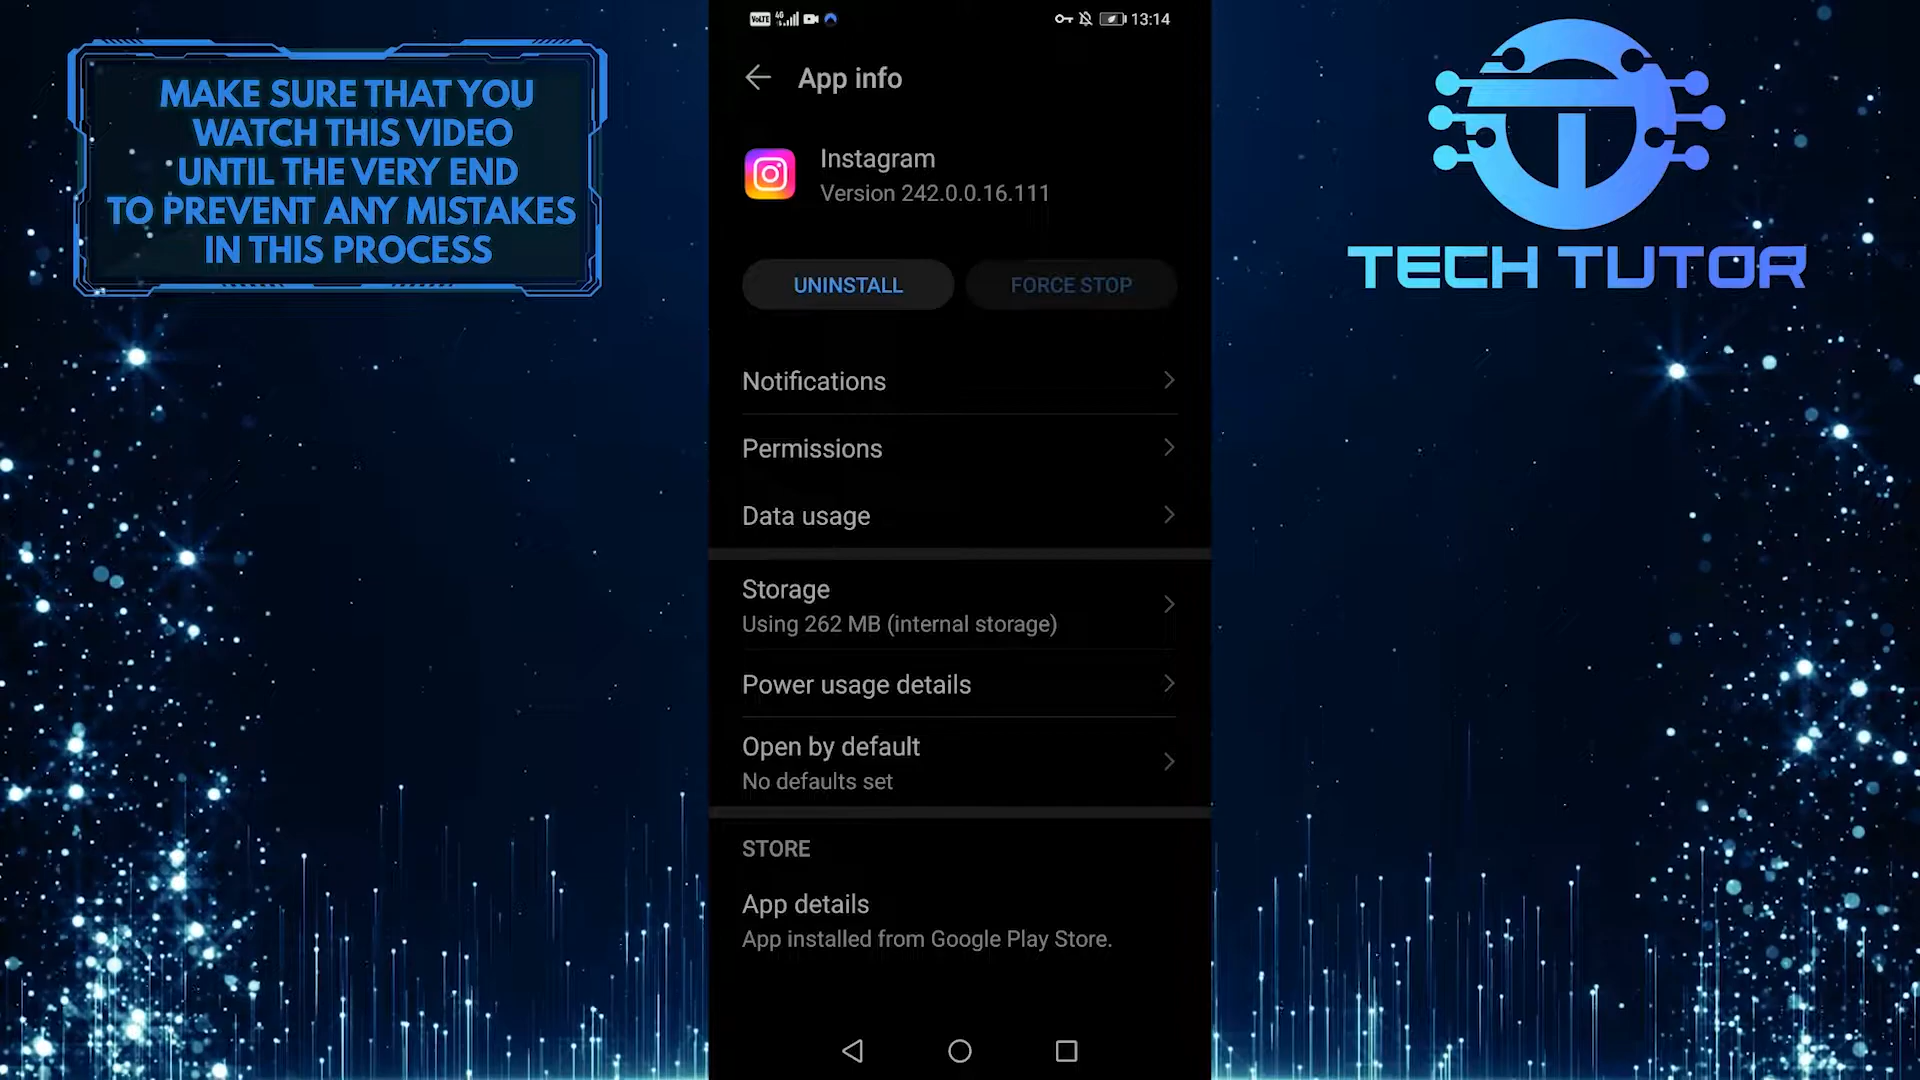 MAKE SURE THAT YOU
WATCH THIS VIDEO
UNTIL THE VERY END
TO PREVENT ANY MISTAKES
IN THIS PROCESS
VoLTE 4G 13:14
App info
Instagram
Version 242.0.0.16.111
UNINSTALL FORCE STOP
Notifications
Permissions
Data usage
Storage
Using 262 MB (internal storage)
Power usage details
Open by default
No defaults set
STORE
App details
App installed from Google Play Store.
TECH TUTOR